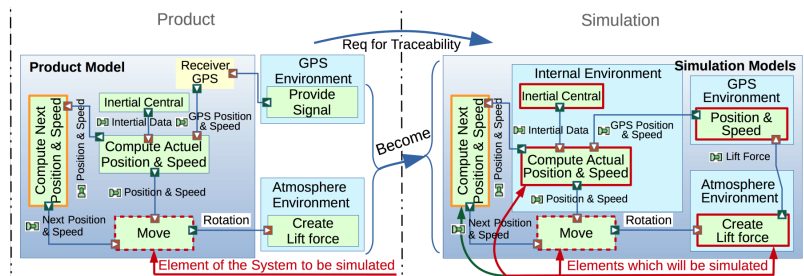 Product
Simulation
Req for Traceability
Become
Product Model
Receiver
GPS
GPS
Environment
Provide
Signal
Inertial Central
Intertial Data
GPS Position
& Speed
Compute Next
Position & Speed
Position & Speed
Compute Actuel
Position & Speed
Position & Speed
Next Position
& Speed
Move
Rotation
Atmosphere
Environment
Create
Lift force
Element of the System to be simulated
Simulation Models
Internal Environment
GPS
Environment
Inertial Central
Position &
Speed
Intertial Data
GPS Position
& Speed
Compute Next
Position & Speed
Position & Speed
Compute Actual
Position & Speed
Lift Force
Position & Speed
Next Position
& Speed
Move
Rotation
Atmosphere
Environment
Create
Lift force
Elements which will be simulated